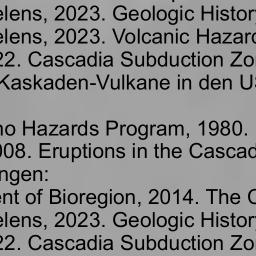 elens, 2023. Geologic History
elens, 2023. Volcanic Hazard
22. Cascadia Subduction Zo
Kaskaden-Vulkane in den US
no Hazards Program, 1980.
008. Eruptions in the Cascad
ngen:
nt of Bioregion, 2014. The C
elens, 2023. Geologic History
22. Cascadia Subduction Zo